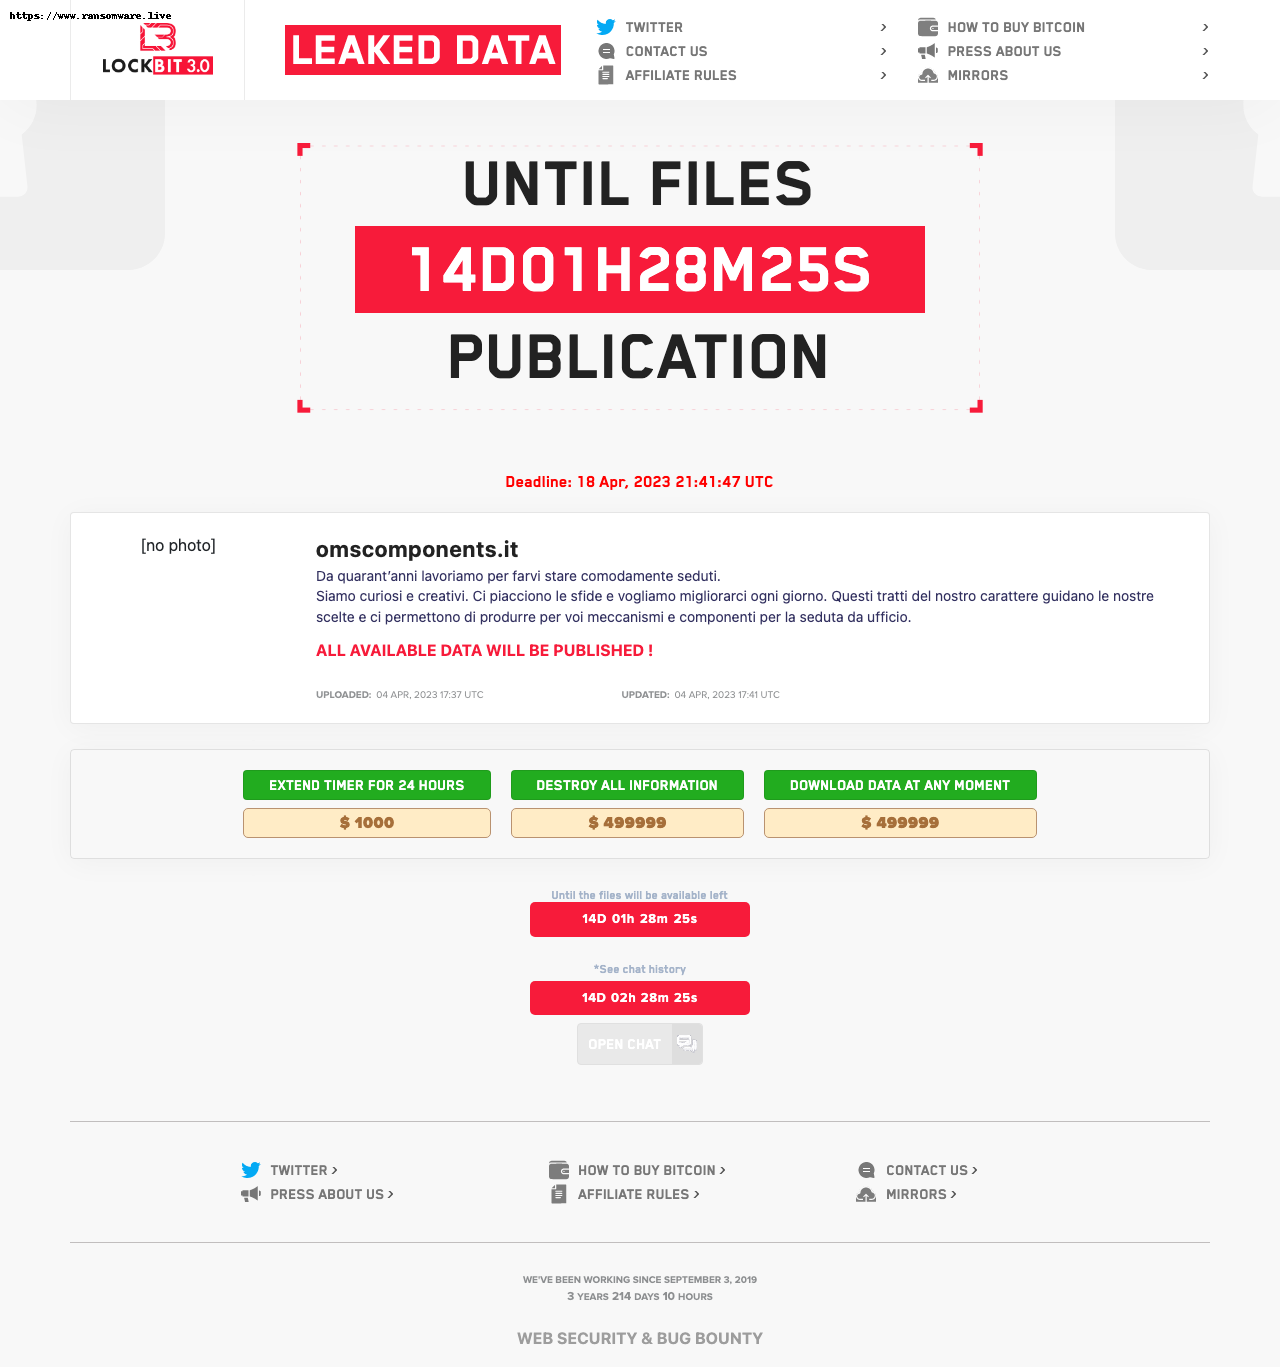 https://www.ransomware.live
LOCKBIT 3.0
LEAKED DATA
TWITTER
CONTACT US
AFFILIATE RULES
HOW TO BUY BITCOIN
PRESS ABOUT US
MIRRORS
UNTIL FILES
14D01H28M25S
PUBLICATION
Deadline: 18 Apr, 2023 21:41:47 UTC
[no photo]
omscomponents.it
Da quarant’anni lavoriamo per farvi stare comodamente seduti.
Siamo curiosi e creativi. Ci piacciono le sfide e vogliamo migliorarci ogni giorno. Questi tratti del nostro carattere guidano le nostre
scelte e ci permettono di produrre per voi meccanismi e componenti per la seduta da ufficio.
ALL AVAILABLE DATA WILL BE PUBLISHED !
UPLOADED: 04 APR, 2023 17:37 UTC UPDATED: 04 APR, 2023 17:41 UTC
EXTEND TIMER FOR 24 HOURS DESTROY ALL INFORMATION DOWNLOAD DATA AT ANY MOMENT
$ 1000 $ 499999 $ 499999
Until the files will be available left
14D 01h 28m 25s
*See chat history
14D 02h 28m 25s
OPEN CHAT
TWITTER › HOW TO BUY BITCOIN › CONTACT US ›
PRESS ABOUT US › AFFILIATE RULES › MIRRORS ›
WE'VE BEEN WORKING SINCE SEPTEMBER 3, 2019
3 YEARS 214 DAYS 10 HOURS
WEB SECURITY & BUG BOUNTY